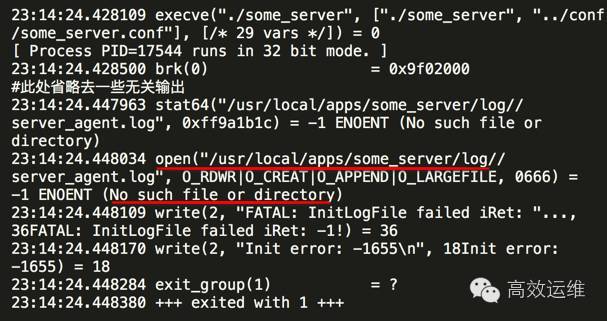 23:14:24.428109 execve("./some_server", ["./some_server", "../conf
/some_server.conf"], [/* 29 vars */]) = 0
[ Process PID=17544 runs in 32 bit mode. ]
23:14:24.428500 brk(0) = 0x9f02000
#此处省略去一些无关输出
23:14:24.447963 stat64("/usr/local/apps/some_server/log//
server_agent.log", 0xff9a1b1c) = -1 ENOENT (No such file or
directory)
23:14:24.448034 open("/usr/local/apps/some_server/log//
server_agent.log", O_RDWR|O_CREAT|O_APPEND|O_LARGEFILE, 0666) =
-1 ENOENT (No such file or directory)
23:14:24.448109 write(2, "FATAL: InitLogFile failed iRet: "...,
36FATAL: InitLogFile failed iRet: -1!) = 36
23:14:24.448170 write(2, "Init error: -1655\n", 18Init error:
-1655) = 18
23:14:24.448284 exit_group(1) = ?
23:14:24.448380 +++ exited with 1 +++
高效运维